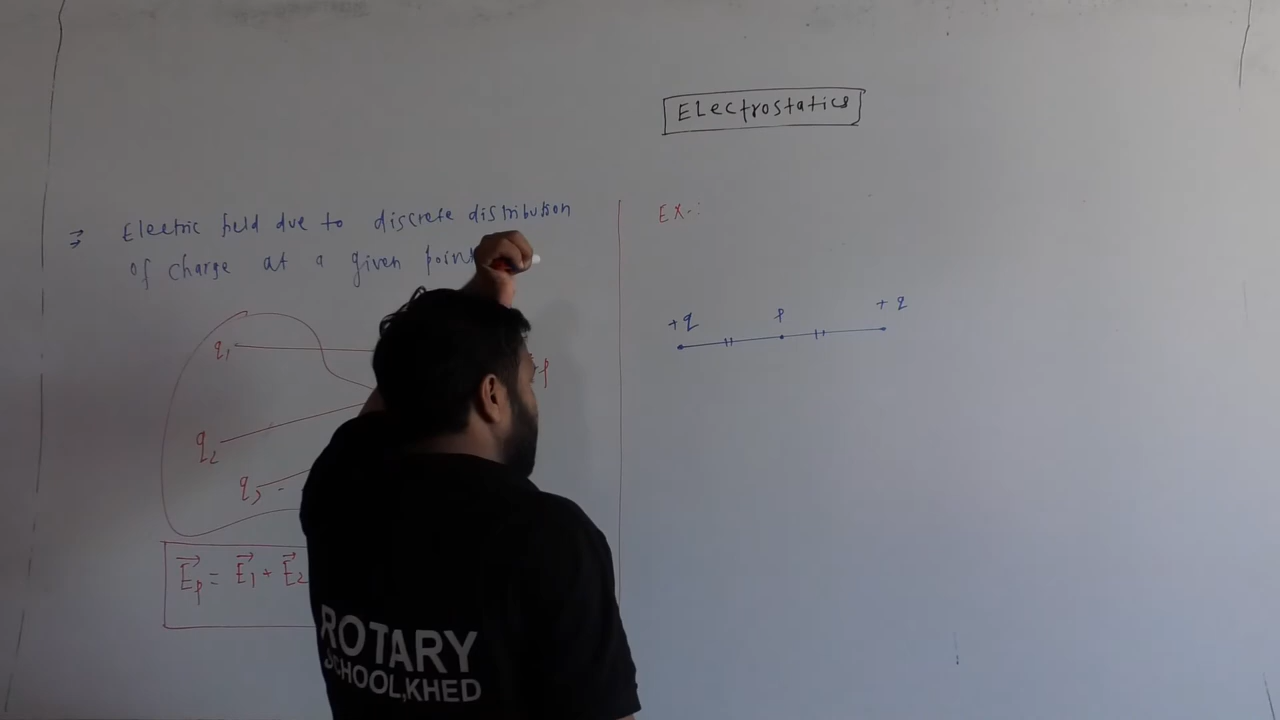 Electrostatics
⇒ Electric field due to discrete distribution
of charge at a given point
q1
q2
q3
p
Ep = E1 + E2
Ex.:
+q p +q
ROTARY
SCHOOL,KHED